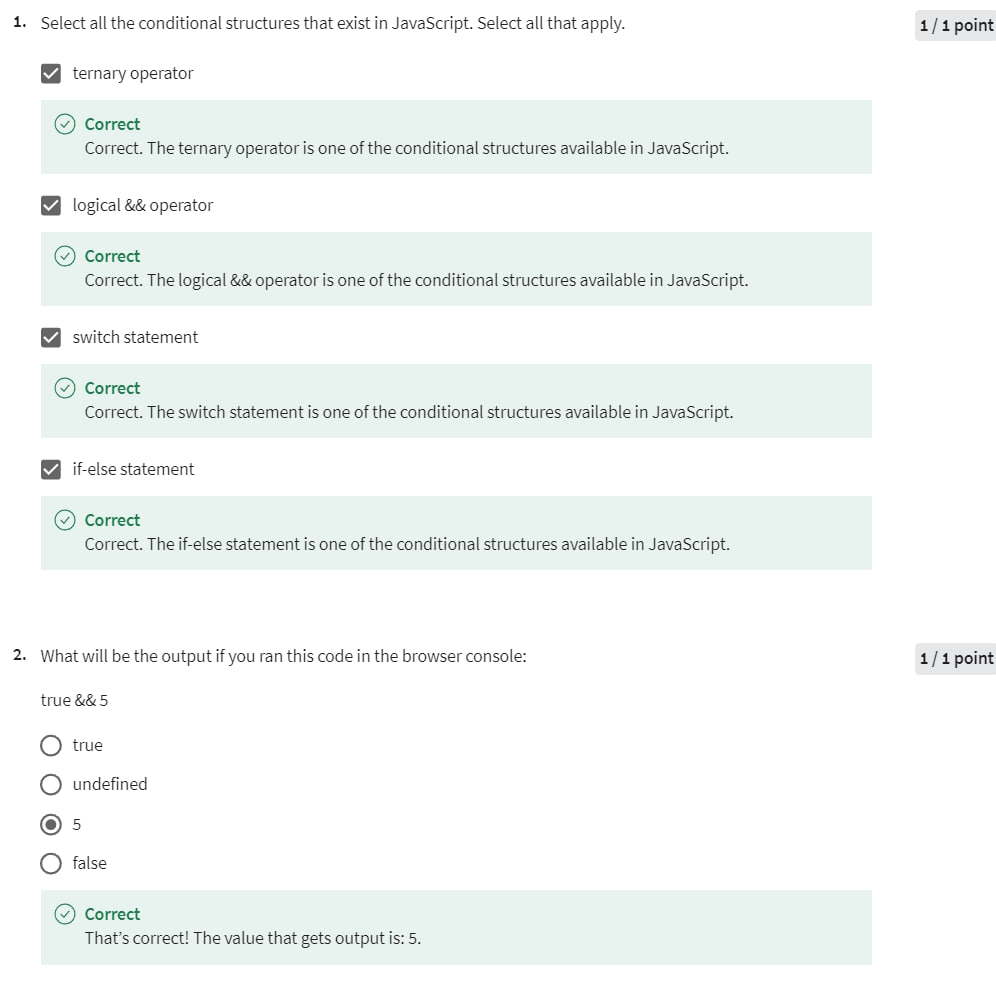 1. Select all the conditional structures that exist in JavaScript. Select all that apply.
1 / 1 point
ternary operator
Correct
Correct. The ternary operator is one of the conditional structures available in JavaScript.
logical && operator
Correct
Correct. The logical && operator is one of the conditional structures available in JavaScript.
switch statement
Correct
Correct. The switch statement is one of the conditional structures available in JavaScript.
if-else statement
Correct
Correct. The if-else statement is one of the conditional structures available in JavaScript.
2. What will be the output if you ran this code in the browser console:
1 / 1 point
true && 5
true
undefined
5
false
Correct
That’s correct! The value that gets output is: 5.